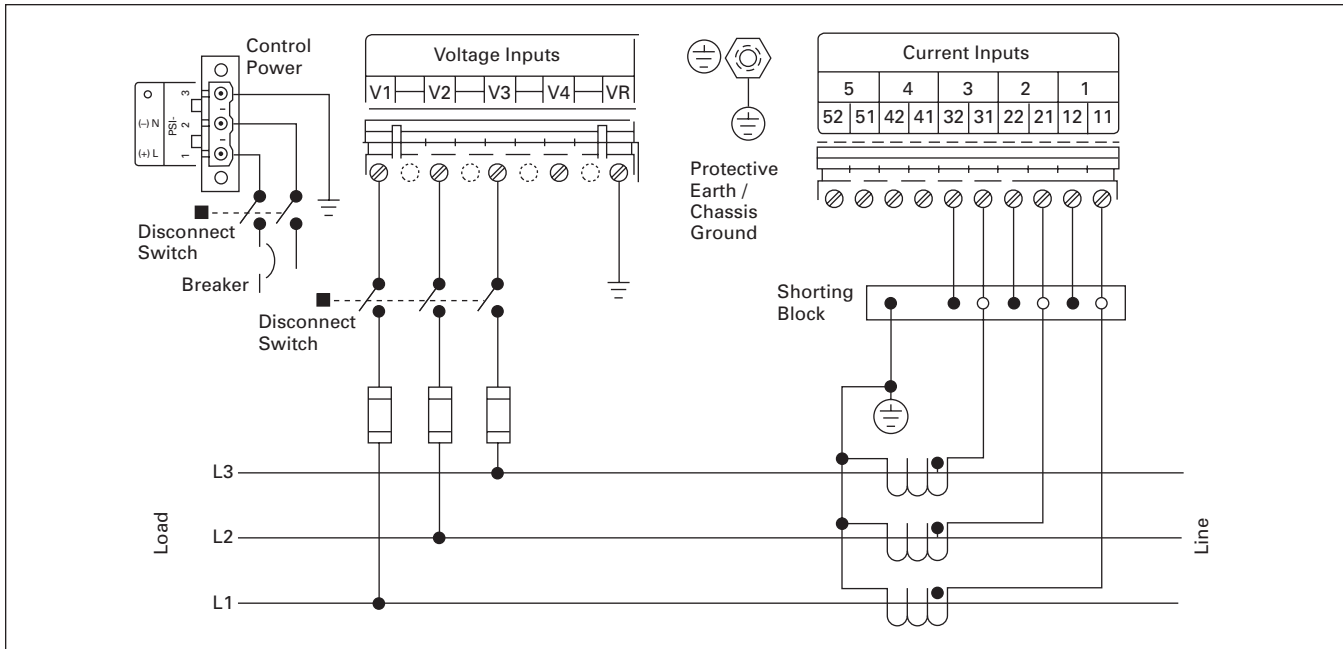 Control
Power
3
(–) N
2
PSI-
(+) L
1
Disconnect
Switch
Breaker
Voltage Inputs
V1 V2 V3 V4 VR
Disconnect
Switch
Protective
Earth /
Chassis
Ground
Current Inputs
5 4 3 2 1
52 51 42 41 32 31 22 21 12 11
Shorting
Block
Load
L3
L2
L1
Line